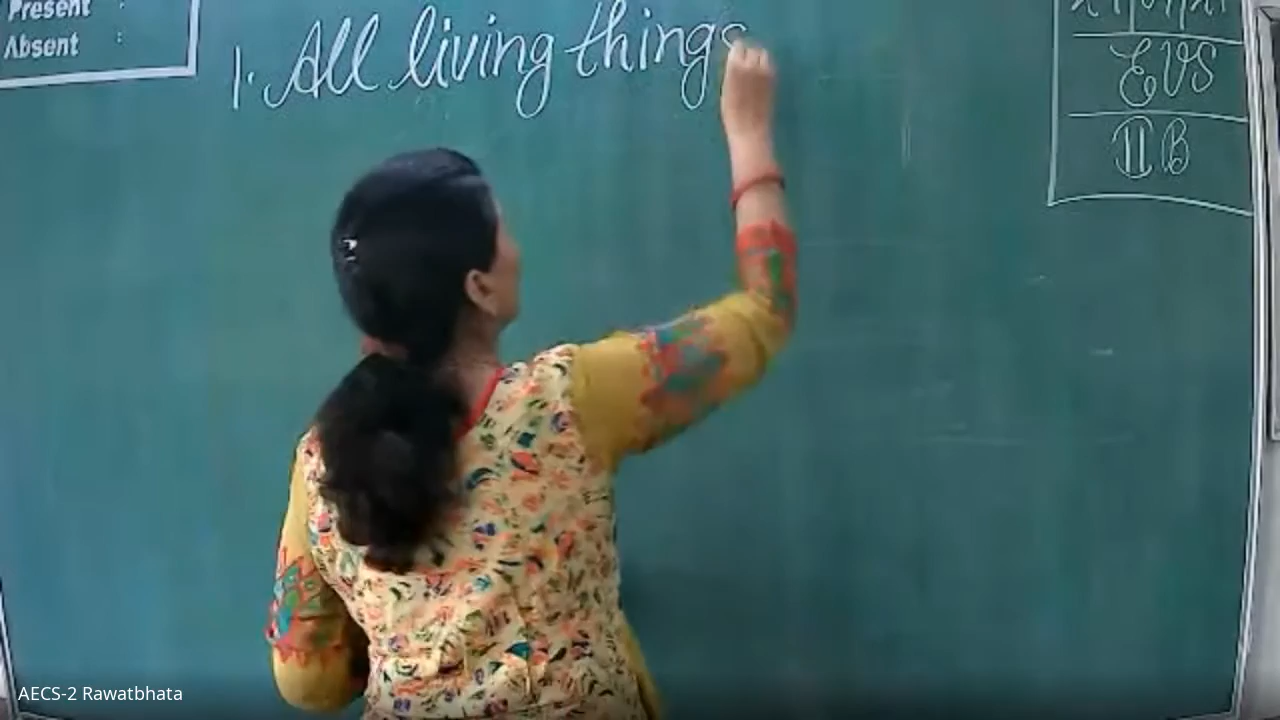 Present :
Absent :
1. All living things
EVS
II B
AECS-2 Rawatbhata